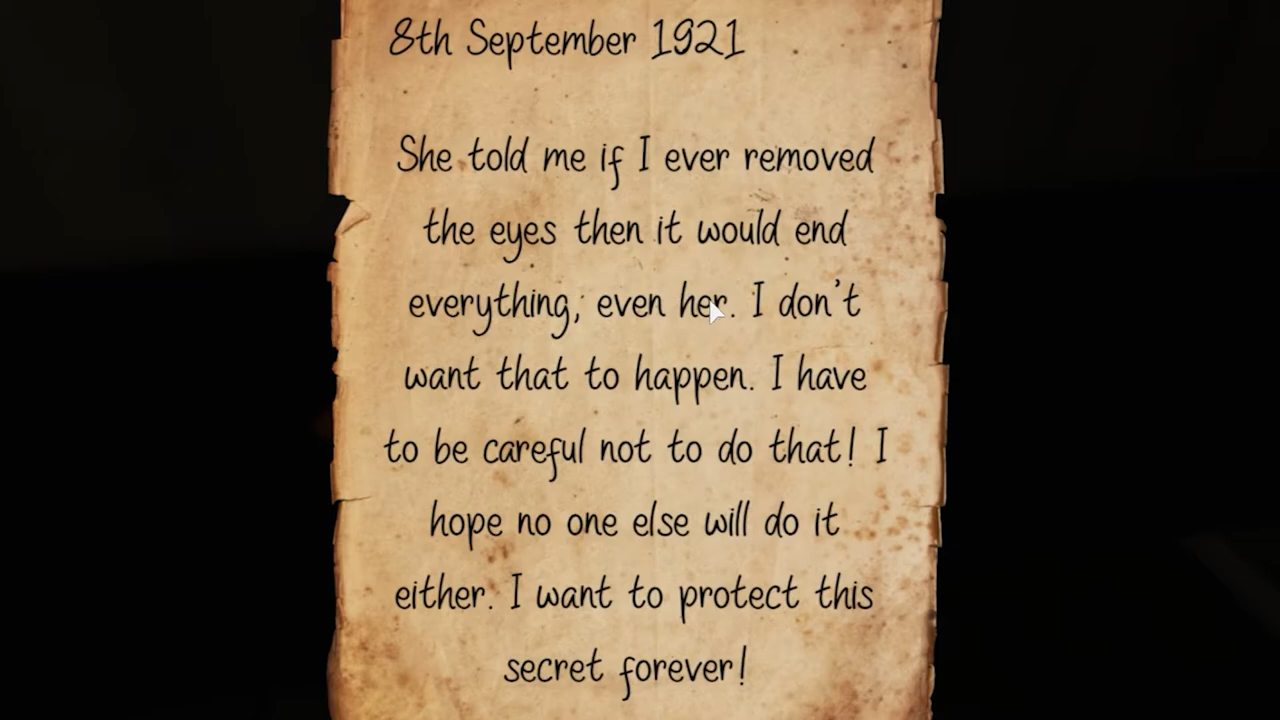 8th September 1921
She told me if I ever removed
the eyes then it would end
everything; even her. I don't
want that to happen. I have
to be careful not to do that! I
hope no one else will do it
either. I want to protect this
secret forever!